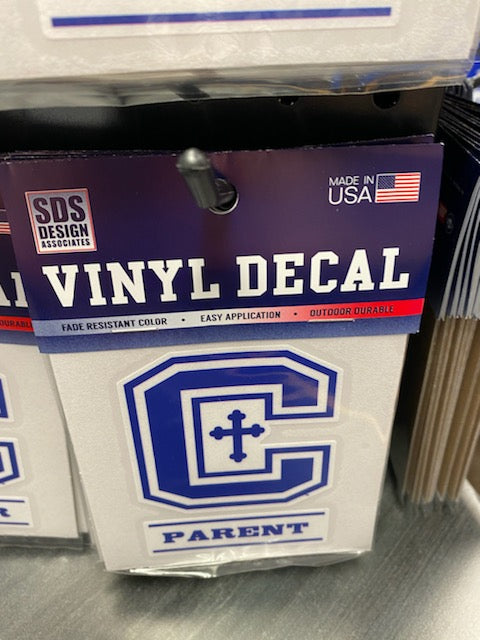 SDS
DESIGN
ASSOCIATES
MADE IN
USA
VINYL DECAL
FADE RESISTANT COLOR • EASY APPLICATION • OUTDOOR DURABLE
C
PARENT